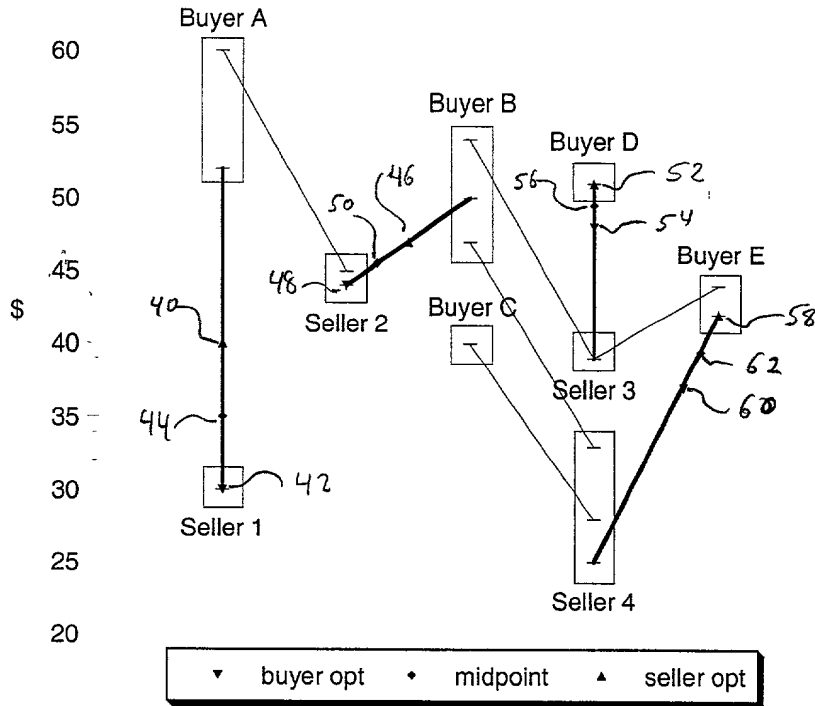 Buyer A
60
55
Buyer B
Buyer D
46
52
50
56
50
54
45
48
Buyer E
$
40
Seller 2
Buyer C
58
40
Seller 3
62
60
44
35
30
42
Seller 1
25
Seller 4
20
buyer opt midpoint seller opt